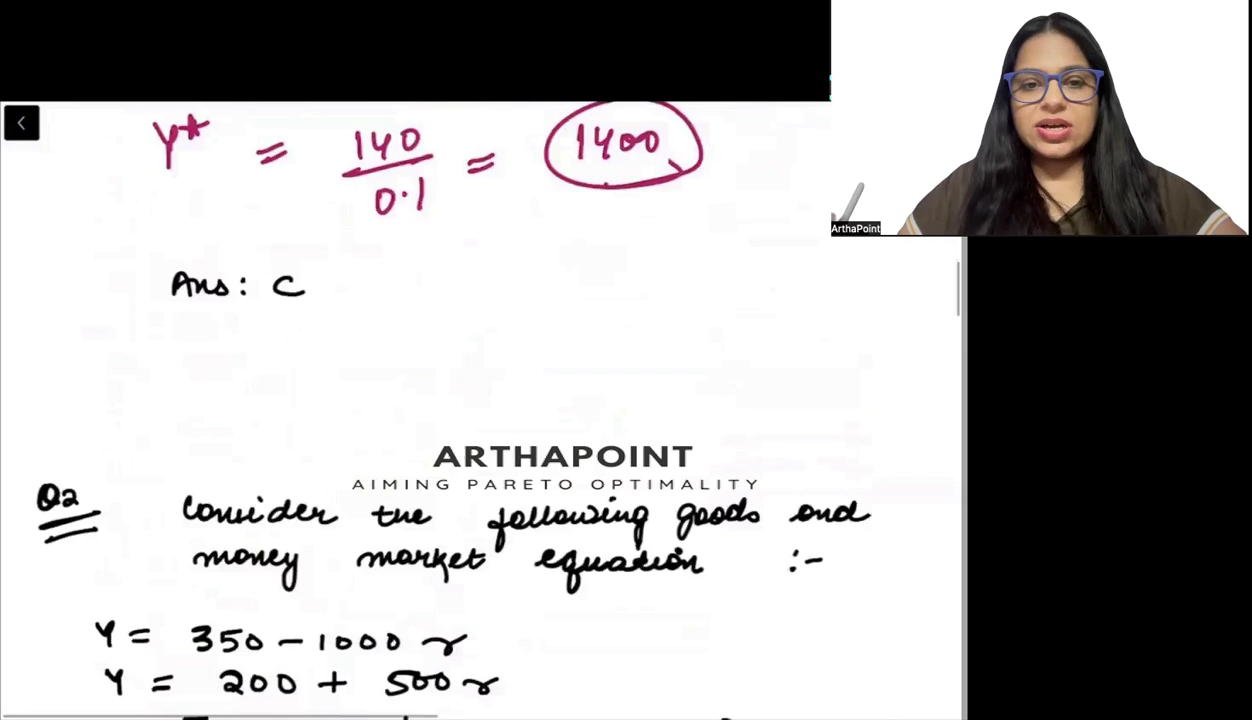 Y* = 140/0.1 = 1400
ArthaPoint
Ans: C
ARTHAPOINT
AIMING PARETO OPTIMALITY
Q2 Consider the following goods and
money market equation :-
Y = 350 - 1000 r
Y = 200 + 500r